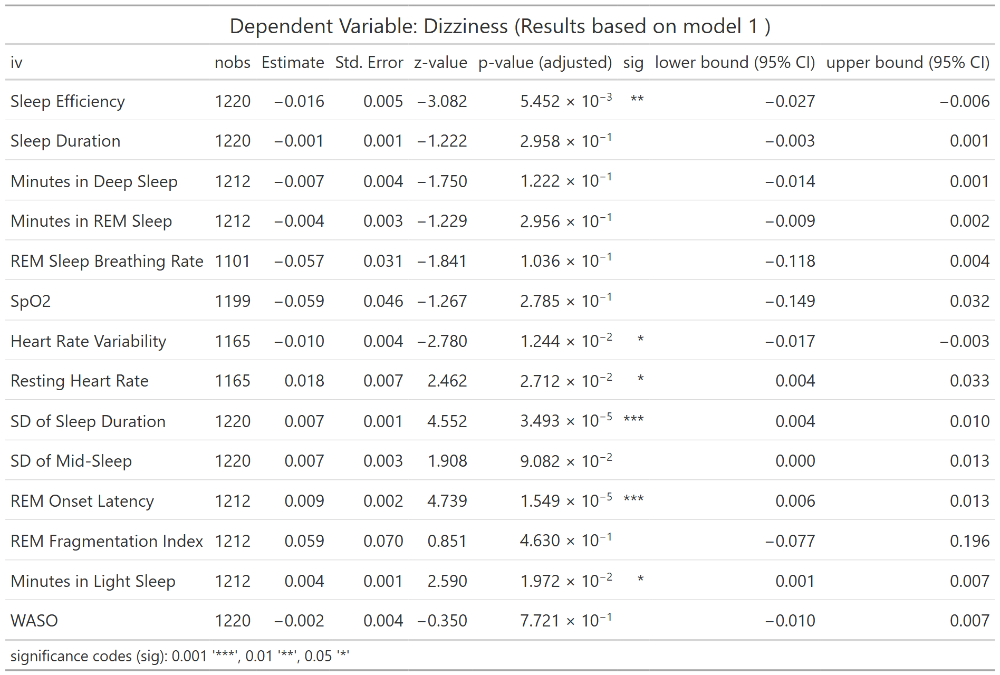 Dependent Variable: Dizziness (Results based on model 1 )
iv nobs Estimate Std. Error z-value p-value (adjusted) sig lower bound (95% CI) upper bound (95% CI)
Sleep Efficiency 1220 −0.016 0.005 −3.082 5.452 × 10⁻³ ** −0.027 −0.006
Sleep Duration 1220 −0.001 0.001 −1.222 2.958 × 10⁻¹ −0.003 0.001
Minutes in Deep Sleep 1212 −0.007 0.004 −1.750 1.222 × 10⁻¹ −0.014 0.001
Minutes in REM Sleep 1212 −0.004 0.003 −1.229 2.956 × 10⁻¹ −0.009 0.002
REM Sleep Breathing Rate 1101 −0.057 0.031 −1.841 1.036 × 10⁻¹ −0.118 0.004
SpO2 1199 −0.059 0.046 −1.267 2.785 × 10⁻¹ −0.149 0.032
Heart Rate Variability 1165 −0.010 0.004 −2.780 1.244 × 10⁻² * −0.017 −0.003
Resting Heart Rate 1165 0.018 0.007 2.462 2.712 × 10⁻² * 0.004 0.033
SD of Sleep Duration 1220 0.007 0.001 4.552 3.493 × 10⁻⁵ *** 0.004 0.010
SD of Mid-Sleep 1220 0.007 0.003 1.908 9.082 × 10⁻² 0.000 0.013
REM Onset Latency 1212 0.009 0.002 4.739 1.549 × 10⁻⁵ *** 0.006 0.013
REM Fragmentation Index 1212 0.059 0.070 0.851 4.630 × 10⁻¹ −0.077 0.196
Minutes in Light Sleep 1212 0.004 0.001 2.590 1.972 × 10⁻² * 0.001 0.007
WASO 1220 −0.002 0.004 −0.350 7.721 × 10⁻¹ −0.010 0.007
significance codes (sig): 0.001 '***', 0.01 '**', 0.05 '*'